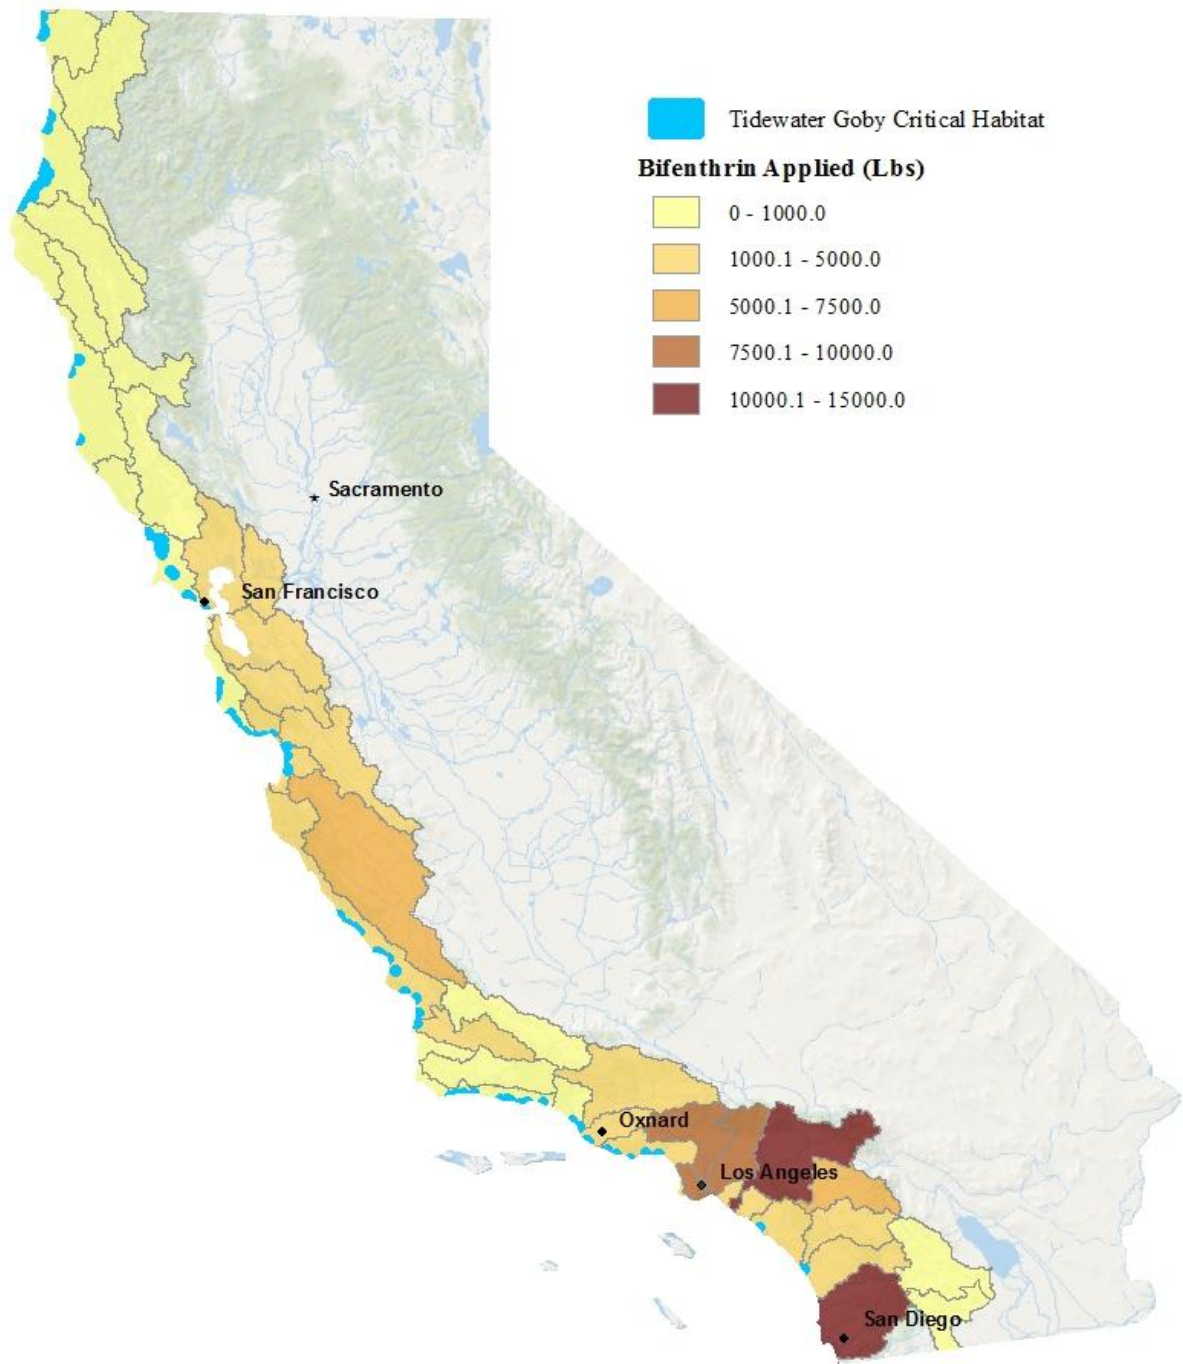 Tidewater Goby Critical Habitat
Bifenthrin Applied (Lbs)
0 - 1000.0
1000.1 - 5000.0
5000.1 - 7500.0
7500.1 - 10000.0
10000.1 - 15000.0
Sacramento
San Francisco
Oxnard
Los Angeles
San Diego